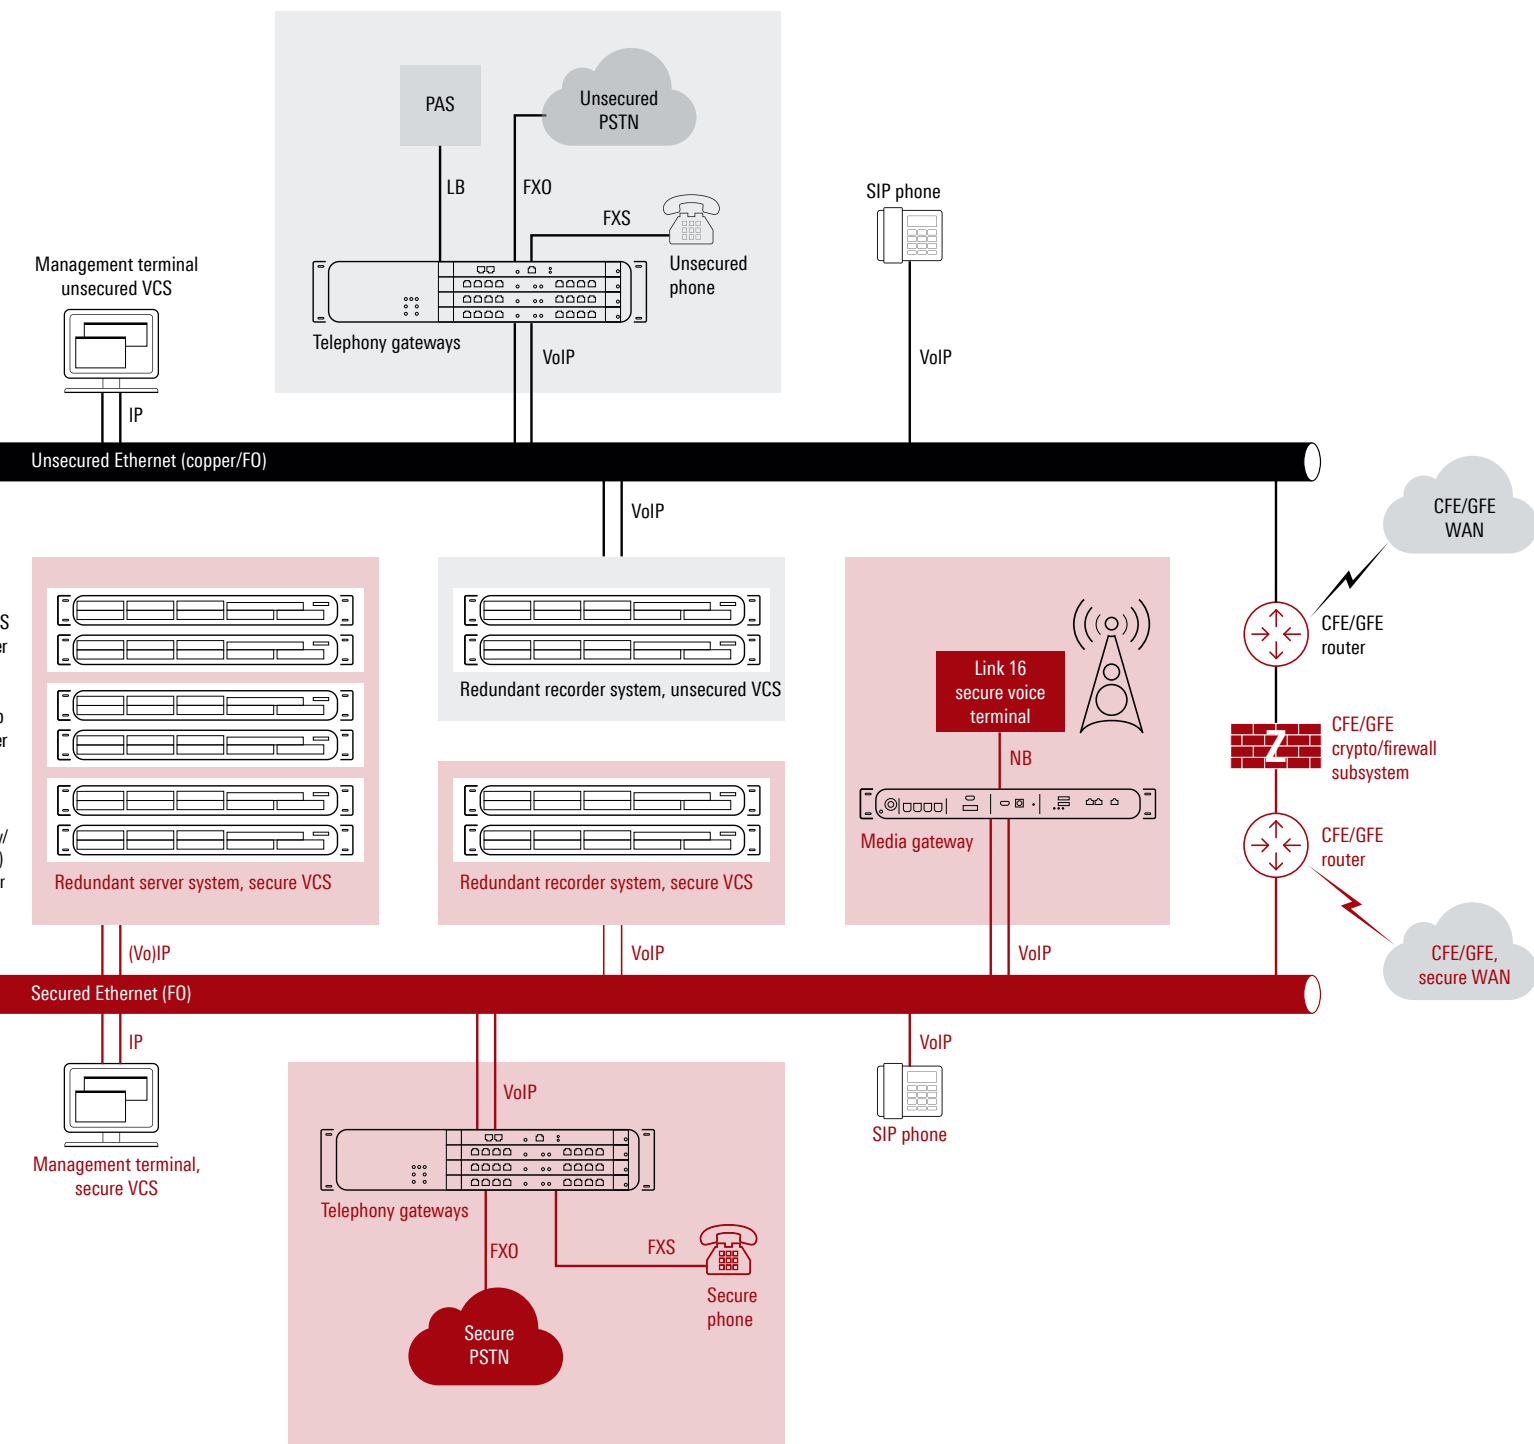 PAS
Unsecured
PSTN
LB
FXO
FXS
Unsecured
phone
Telephony gateways
VoIP
SIP phone
VoIP
Management terminal
unsecured VCS
IP
Unsecured Ethernet (copper/FO)
VoIP
CFE/GFE
WAN
CFE/GFE
router
Redundant recorder system, unsecured VCS
Link 16
secure voice
terminal
NB
Media gateway
CFE/GFE
crypto/firewall
subsystem
Z
CFE/GFE
router
Redundant server system, secure VCS
Redundant recorder system, secure VCS
(Vo)IP
VoIP
VoIP
CFE/GFE,
secure WAN
Secured Ethernet (FO)
IP
VoIP
VoIP
Management terminal,
secure VCS
SIP phone
Telephony gateways
FXO
FXS
Secure
phone
Secure
PSTN